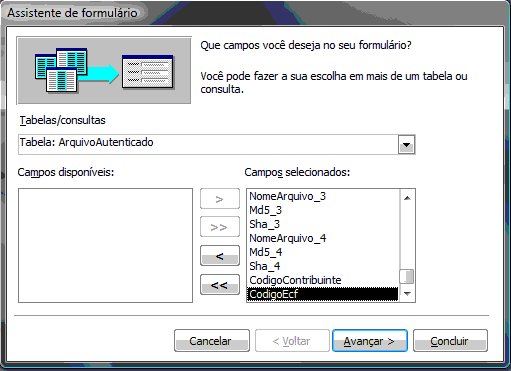 Assistente de formulário
Que campos você deseja no seu formulário?
Você pode fazer a sua escolha em mais de um tabela ou
consulta.
Tabelas/consultas
Tabela: ArquivoAutenticado
Campos disponíveis:
Campos selecionados:
>
>>
<
<<
NomeArquivo_3
Md5_3
Sha_3
NomeArquivo_4
Md5_4
Sha_4
CodigoContribuinte
CodigoEcf
Cancelar
< Voltar
Avançar >
Concluir